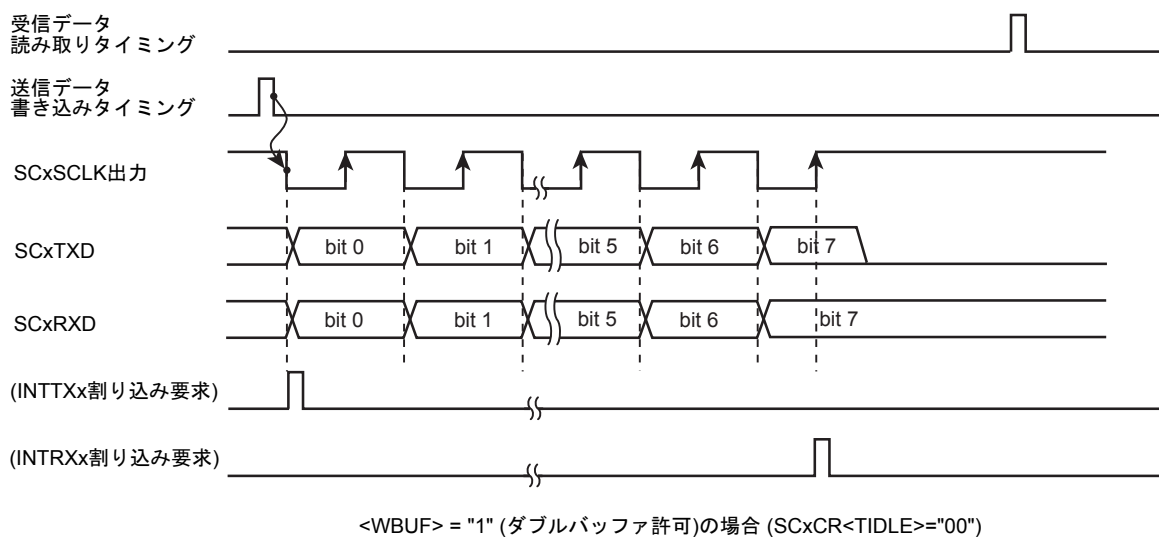 受信データ
読み取りタイミング
送信データ
書き込みタイミング
SCxSCLK出力
SCxTXD
bit 0
bit 1
bit 5
bit 6
bit 7
SCxRXD
bit 0
bit 1
bit 5
bit 6
bit 7
(INTTXx割り込み要求)
(INTRXx割り込み要求)
<WBUF> = "1" (ダブルバッファ許可)の場合 (SCxCR<TIDLE>="00")